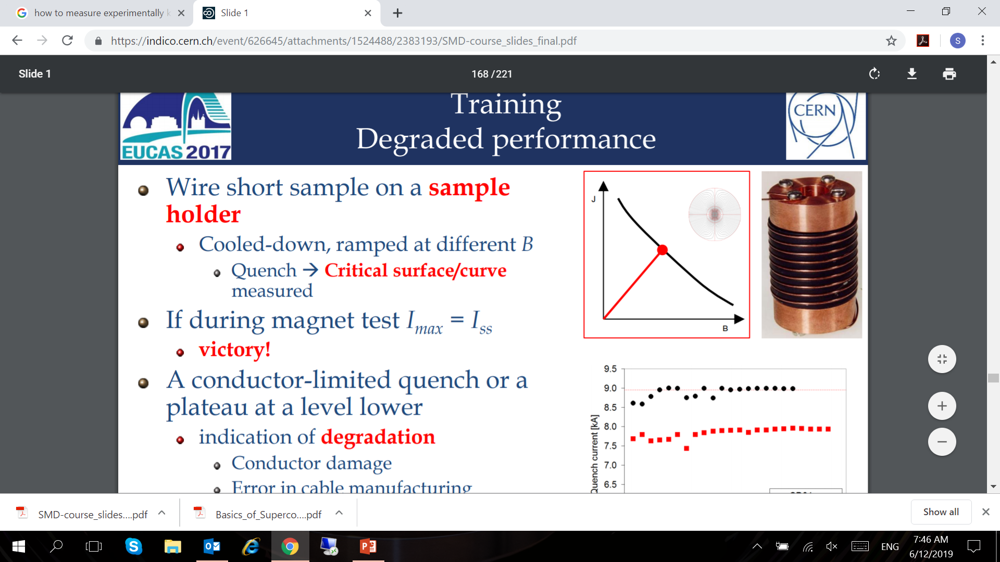 how to measure experimentally k
Slide 1
https://indico.cern.ch/event/626645/attachments/1524488/2383193/SMD-course_slides_final.pdf
S
Slide 1
168 / 221
EUCAS 2017
Training
Degraded performance
CERN
Wire short sample on a sample
holder
Cooled-down, ramped at different B
Quench → Critical surface/curve
measured
If during magnet test Imax = Iss
victory!
A conductor-limited quench or a
plateau at a level lower
indication of degradation
Conductor damage
Error in cable manufacturing
J
B
9.5
9.0
8.5
8.0
7.5
7.0
6.5
Quench current [kA]
SMD-course_slides....pdf
Basics_of_Superco....pdf
Show all
ENG
7:46 AM
6/12/2019